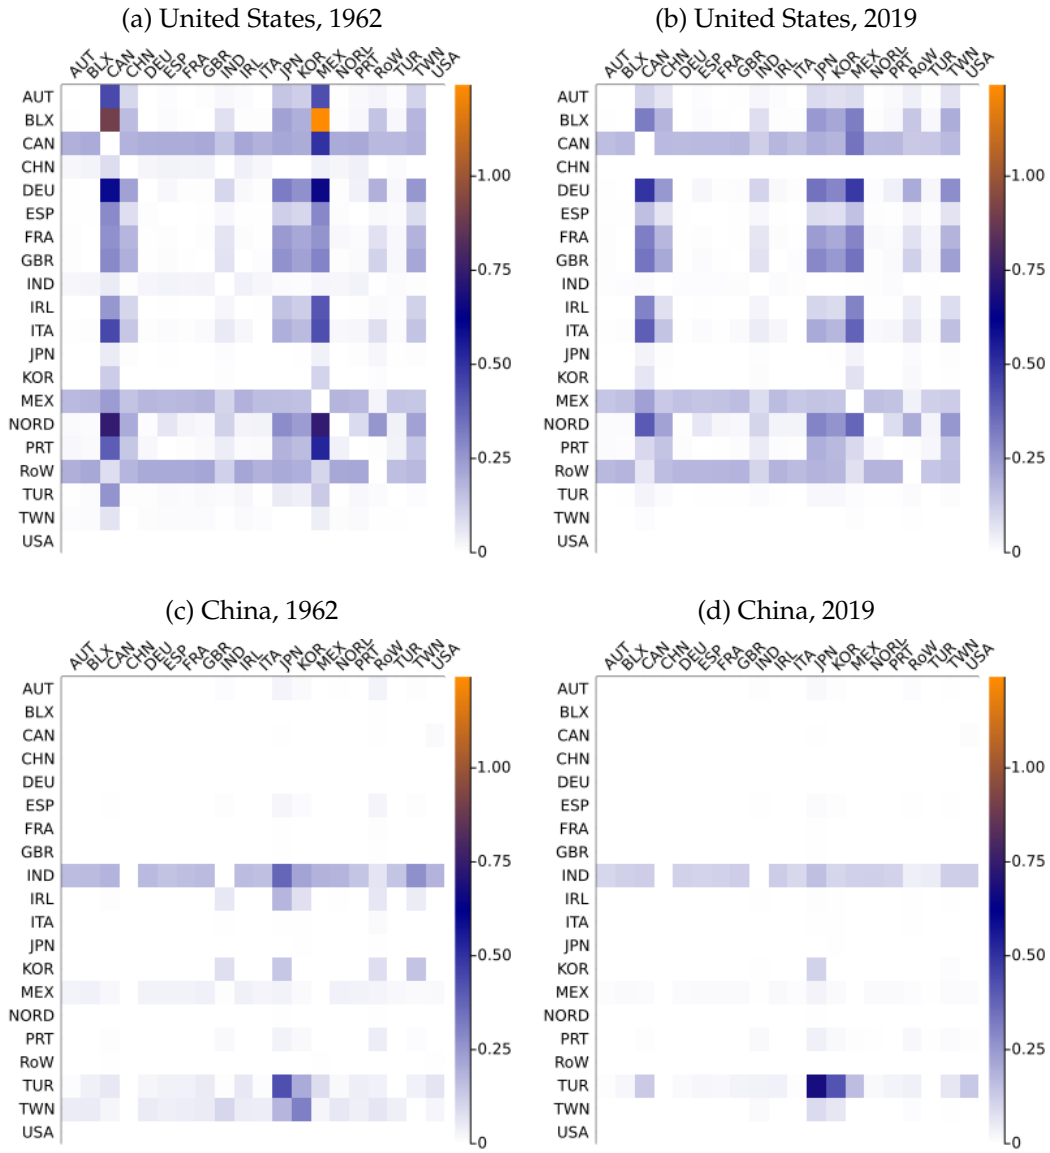 (a) United States, 1962
AUT BLX CAN CHN DEU ESP FRA GBR IND IRL ITA JPN KOR MEX NORD PRT RoW TUR TWN USA
AUT
BLX
CAN
CHN
DEU
ESP
FRA
GBR
IND
IRL
ITA
JPN
KOR
MEX
NORD
PRT
RoW
TUR
TWN
USA
1.00
0.75
0.50
0.25
0
(b) United States, 2019
AUT BLX CAN CHN DEU ESP FRA GBR IND IRL ITA JPN KOR MEX NORD PRT RoW TUR TWN USA
AUT
BLX
CAN
CHN
DEU
ESP
FRA
GBR
IND
IRL
ITA
JPN
KOR
MEX
NORD
PRT
RoW
TUR
TWN
USA
1.00
0.75
0.50
0.25
0
(c) China, 1962
AUT BLX CAN CHN DEU ESP FRA GBR IND IRL ITA JPN KOR MEX NORD PRT RoW TUR TWN USA
AUT
BLX
CAN
CHN
DEU
ESP
FRA
GBR
IND
IRL
ITA
JPN
KOR
MEX
NORD
PRT
RoW
TUR
TWN
USA
1.00
0.75
0.50
0.25
0
(d) China, 2019
AUT BLX CAN CHN DEU ESP FRA GBR IND IRL ITA JPN KOR MEX NORD PRT RoW TUR TWN USA
AUT
BLX
CAN
CHN
DEU
ESP
FRA
GBR
IND
IRL
ITA
JPN
KOR
MEX
NORD
PRT
RoW
TUR
TWN
USA
1.00
0.75
0.50
0.25
0